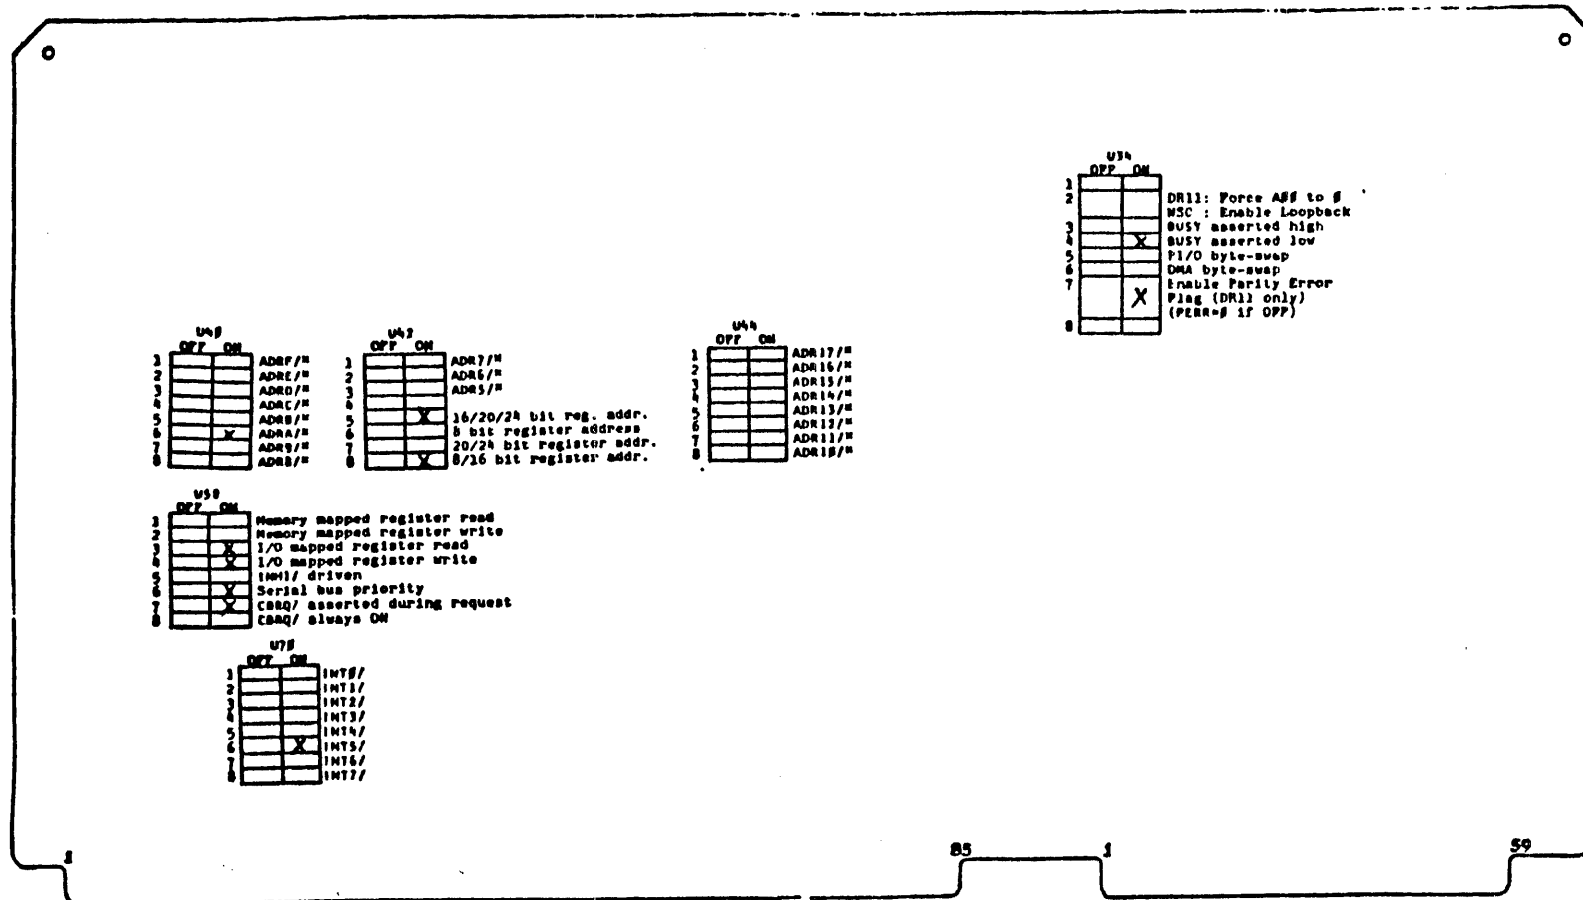 U34
OFF ON
1
2 DR11: Force A00 to 0
WSC : Enable Loopback
3 BUSY asserted high
4 X BUSY asserted low
5 PI/O byte-swap
6 DMA byte-swap
7 Enable Parity Error
X Flag (DR11 only)
(PERR=0 if OFF)
8
U40
OFF ON
1 ADRF/*
2 ADRE/*
3 ADRD/*
4 ADRC/*
5 ADRB/*
6 X ADRA/*
7 ADR9/*
8 ADR8/*
OFF ON
1 ADR7/*
2 ADR6/*
3 ADR5/*
4
5 X 16/20/24 bit reg. addr.
6 8 bit register address
7 20/24 bit register addr.
8 X 8/16 bit register addr.
U44
OFF ON
1 ADR17/*
2 ADR16/*
3 ADR15/*
4 ADR14/*
5 ADR13/*
6 ADR12/*
7 ADR11/*
8 ADR10/*
OFF ON
1 Memory mapped register read
2 Memory mapped register write
3 X I/O mapped register read
4 X I/O mapped register write
5 INH1/ driven
6 X Serial bus priority
7 X CBRQ/ asserted during request
8 CBRQ/ always ON
U70
OFF ON
1 INT0/
2 INT1/
3 INT2/
4 INT3/
5 INT4/
6 X INT5/
7 INT6/
8 INT7/
1 85 1 59